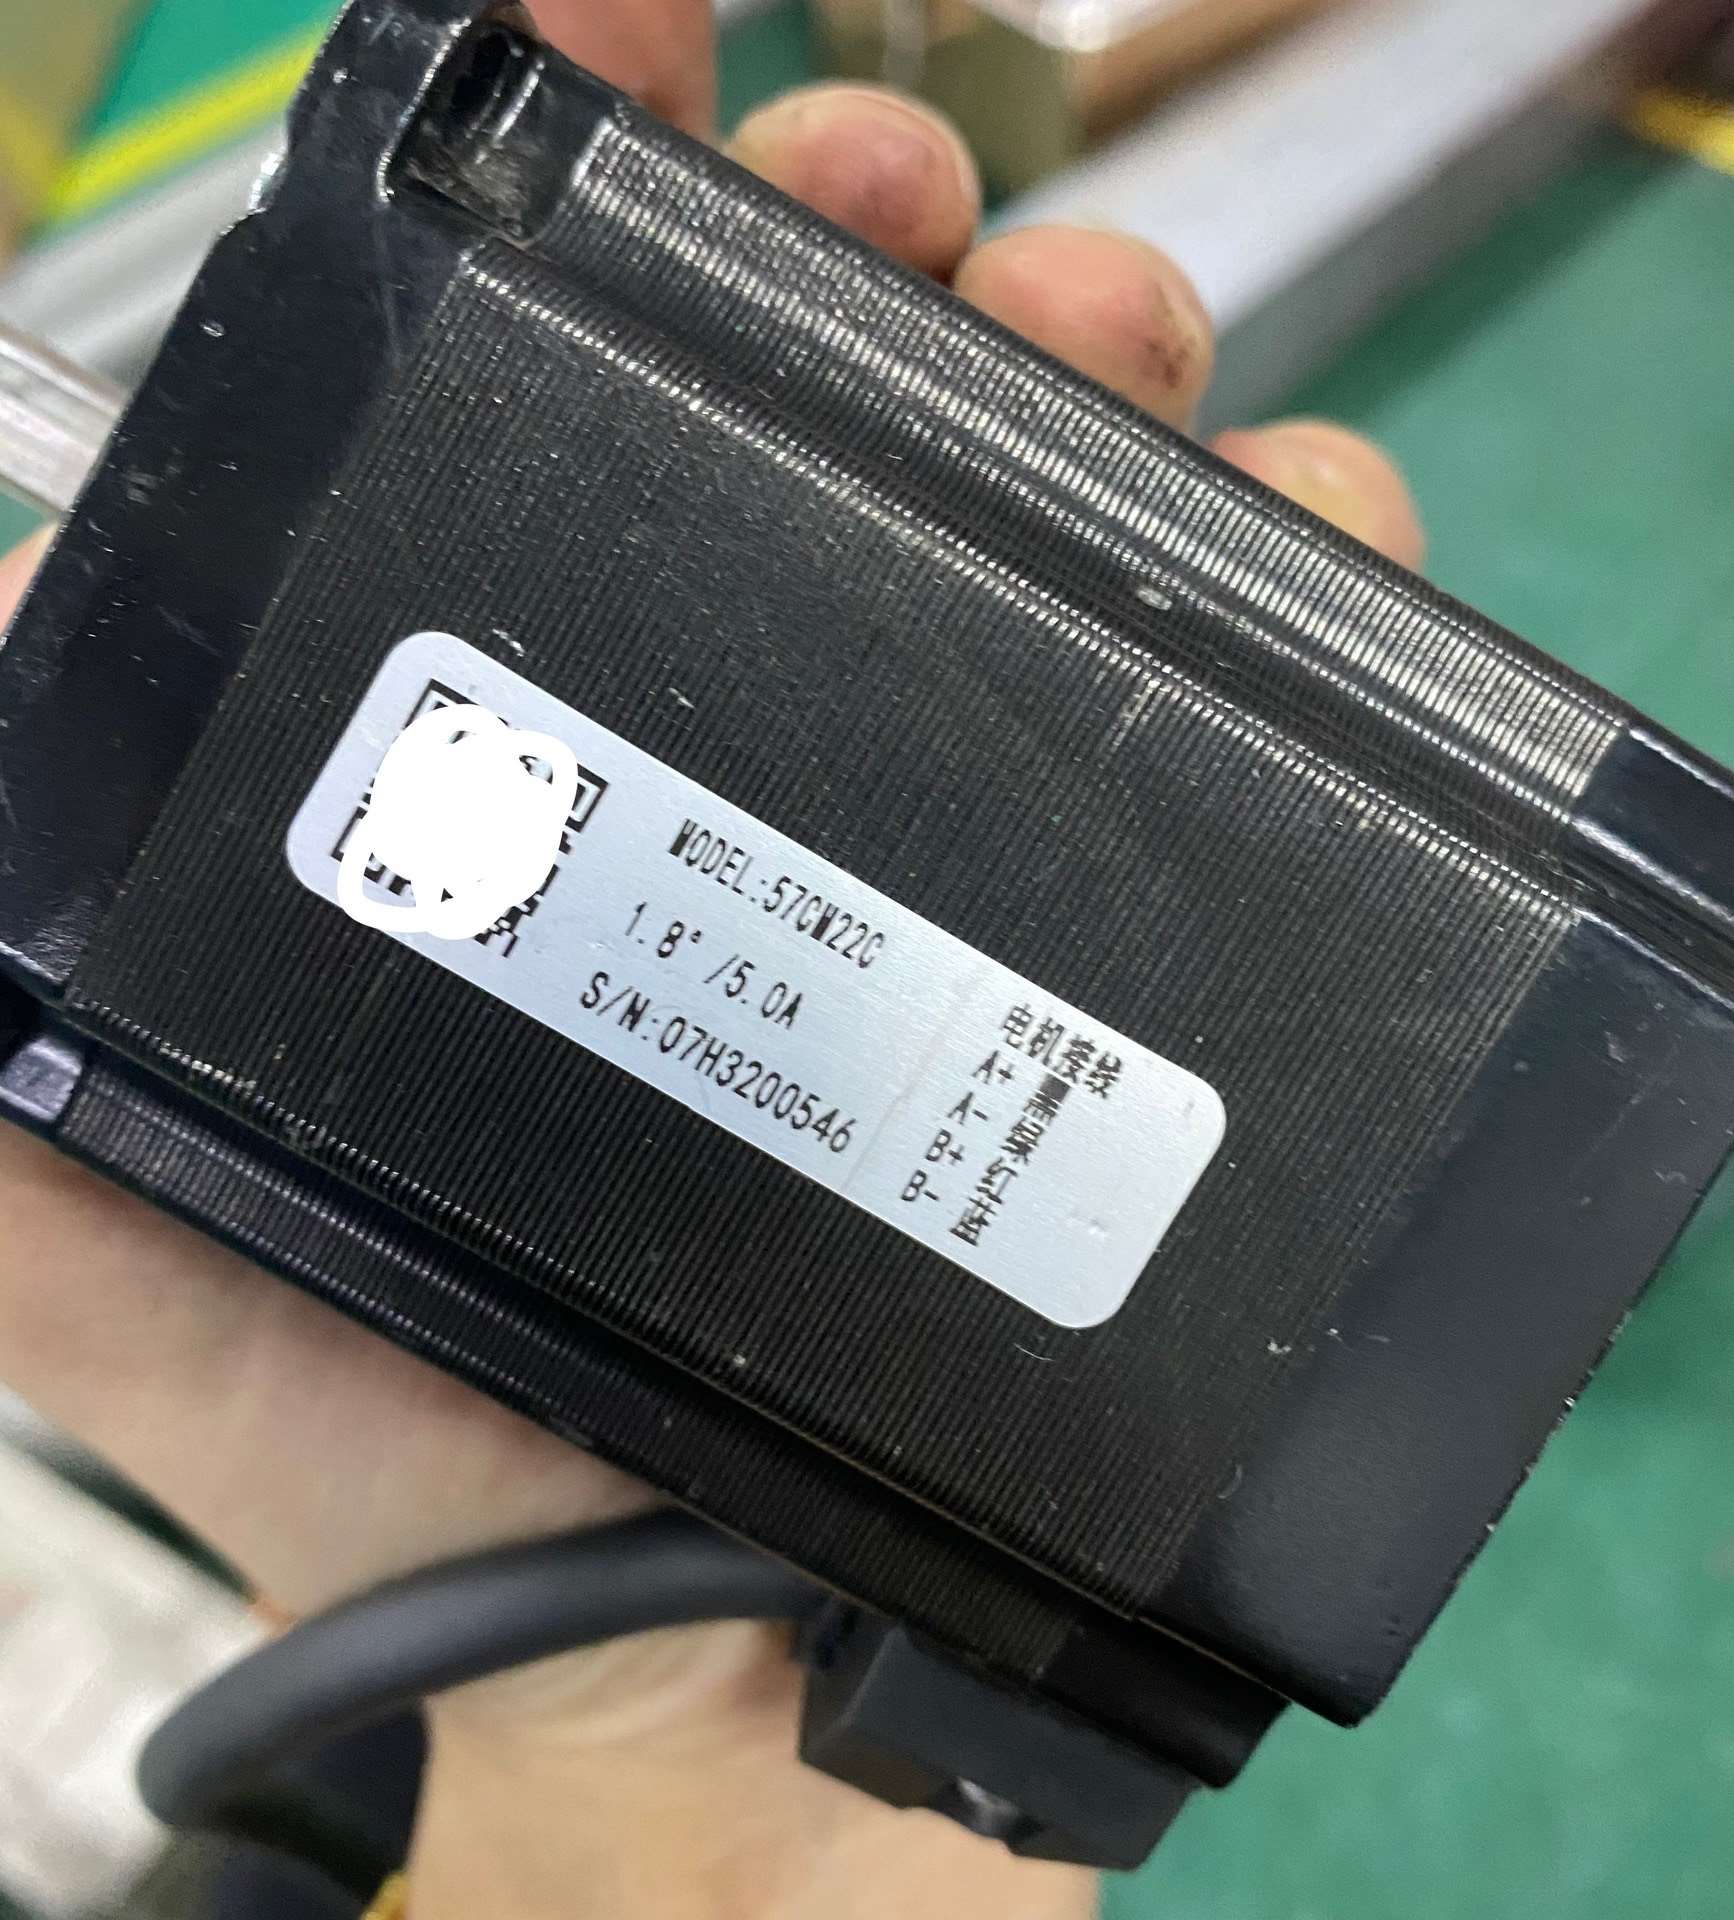 MODEL:57CM22C
1.8° /5.0A
S/N:07H3200546
电机接线
A+ 黑
A- 绿
B+ 红
B- 蓝